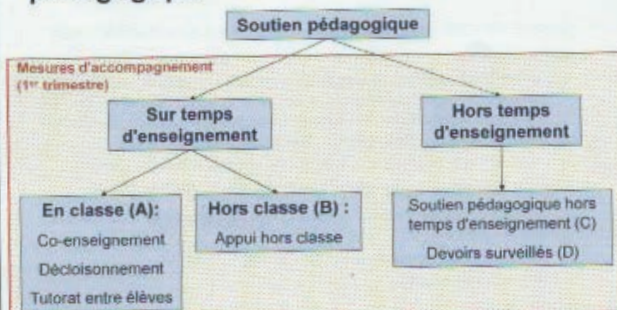 Soutien pédagogique
Mesures d'accompagnement
(1er trimestre)
Sur temps
d'enseignement
Hors temps
d'enseignement
En classe (A):
Co-enseignement
Décloisonnement
Tutorat entre élèves
Hors classe (B) :
Appui hors classe
Soutien pédagogique hors
temps d'enseignement (C)
Devoirs surveillés (D)